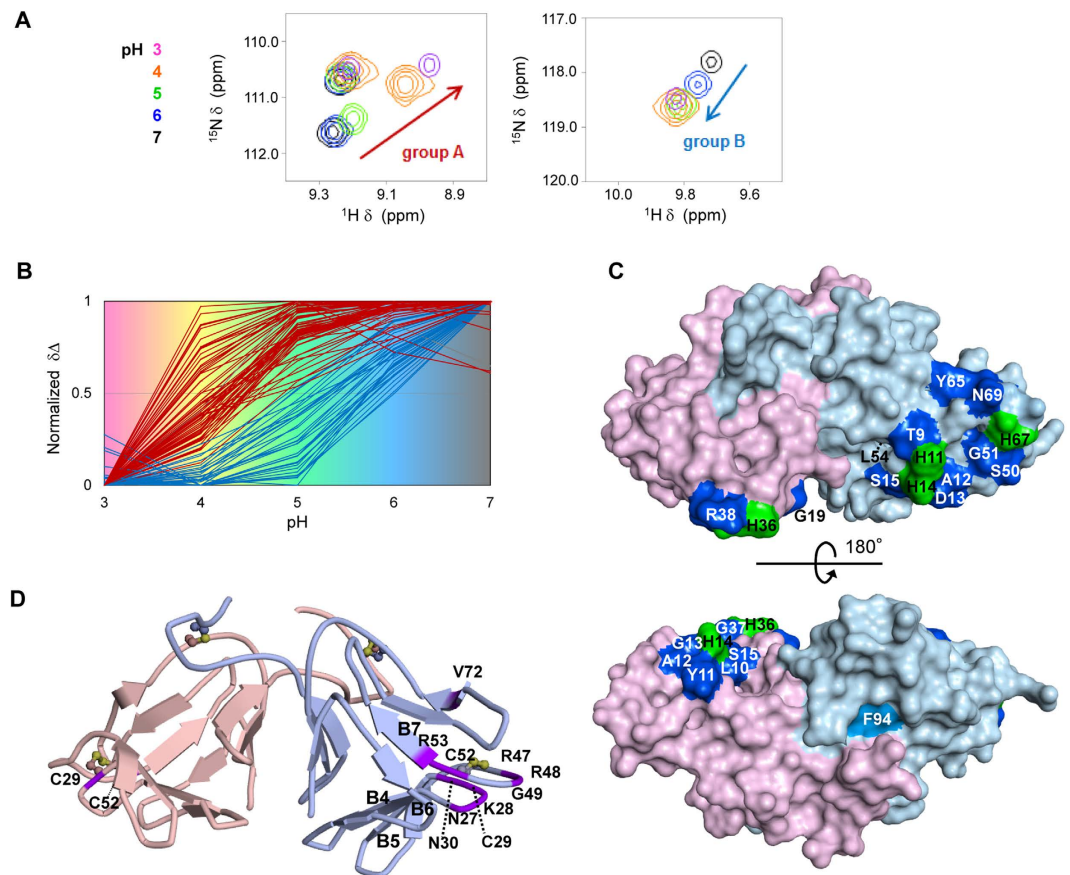 A
pH 3
4
5
6
7
110.0
111.0
112.0
15N δ (ppm)
9.3
9.1
8.9
1H δ (ppm)
group A
117.0
118.0
119.0
120.0
15N δ (ppm)
10.0
9.8
9.6
1H δ (ppm)
group B
B
1
0.5
0
Normalized δΔ
3
4
5
6
7
pH
C
Y65
N69
T9
H67
L54
H11
G51
S50
S15
H14
A12
D13
R38
H36
G19
180°
G37
H36
G13
H14
A12
S15
Y11
L10
F94
D
V72
B7
R53
C52
R47
R48
G49
B4
B6
K28
N27
B5
N30
C29
C29
C52